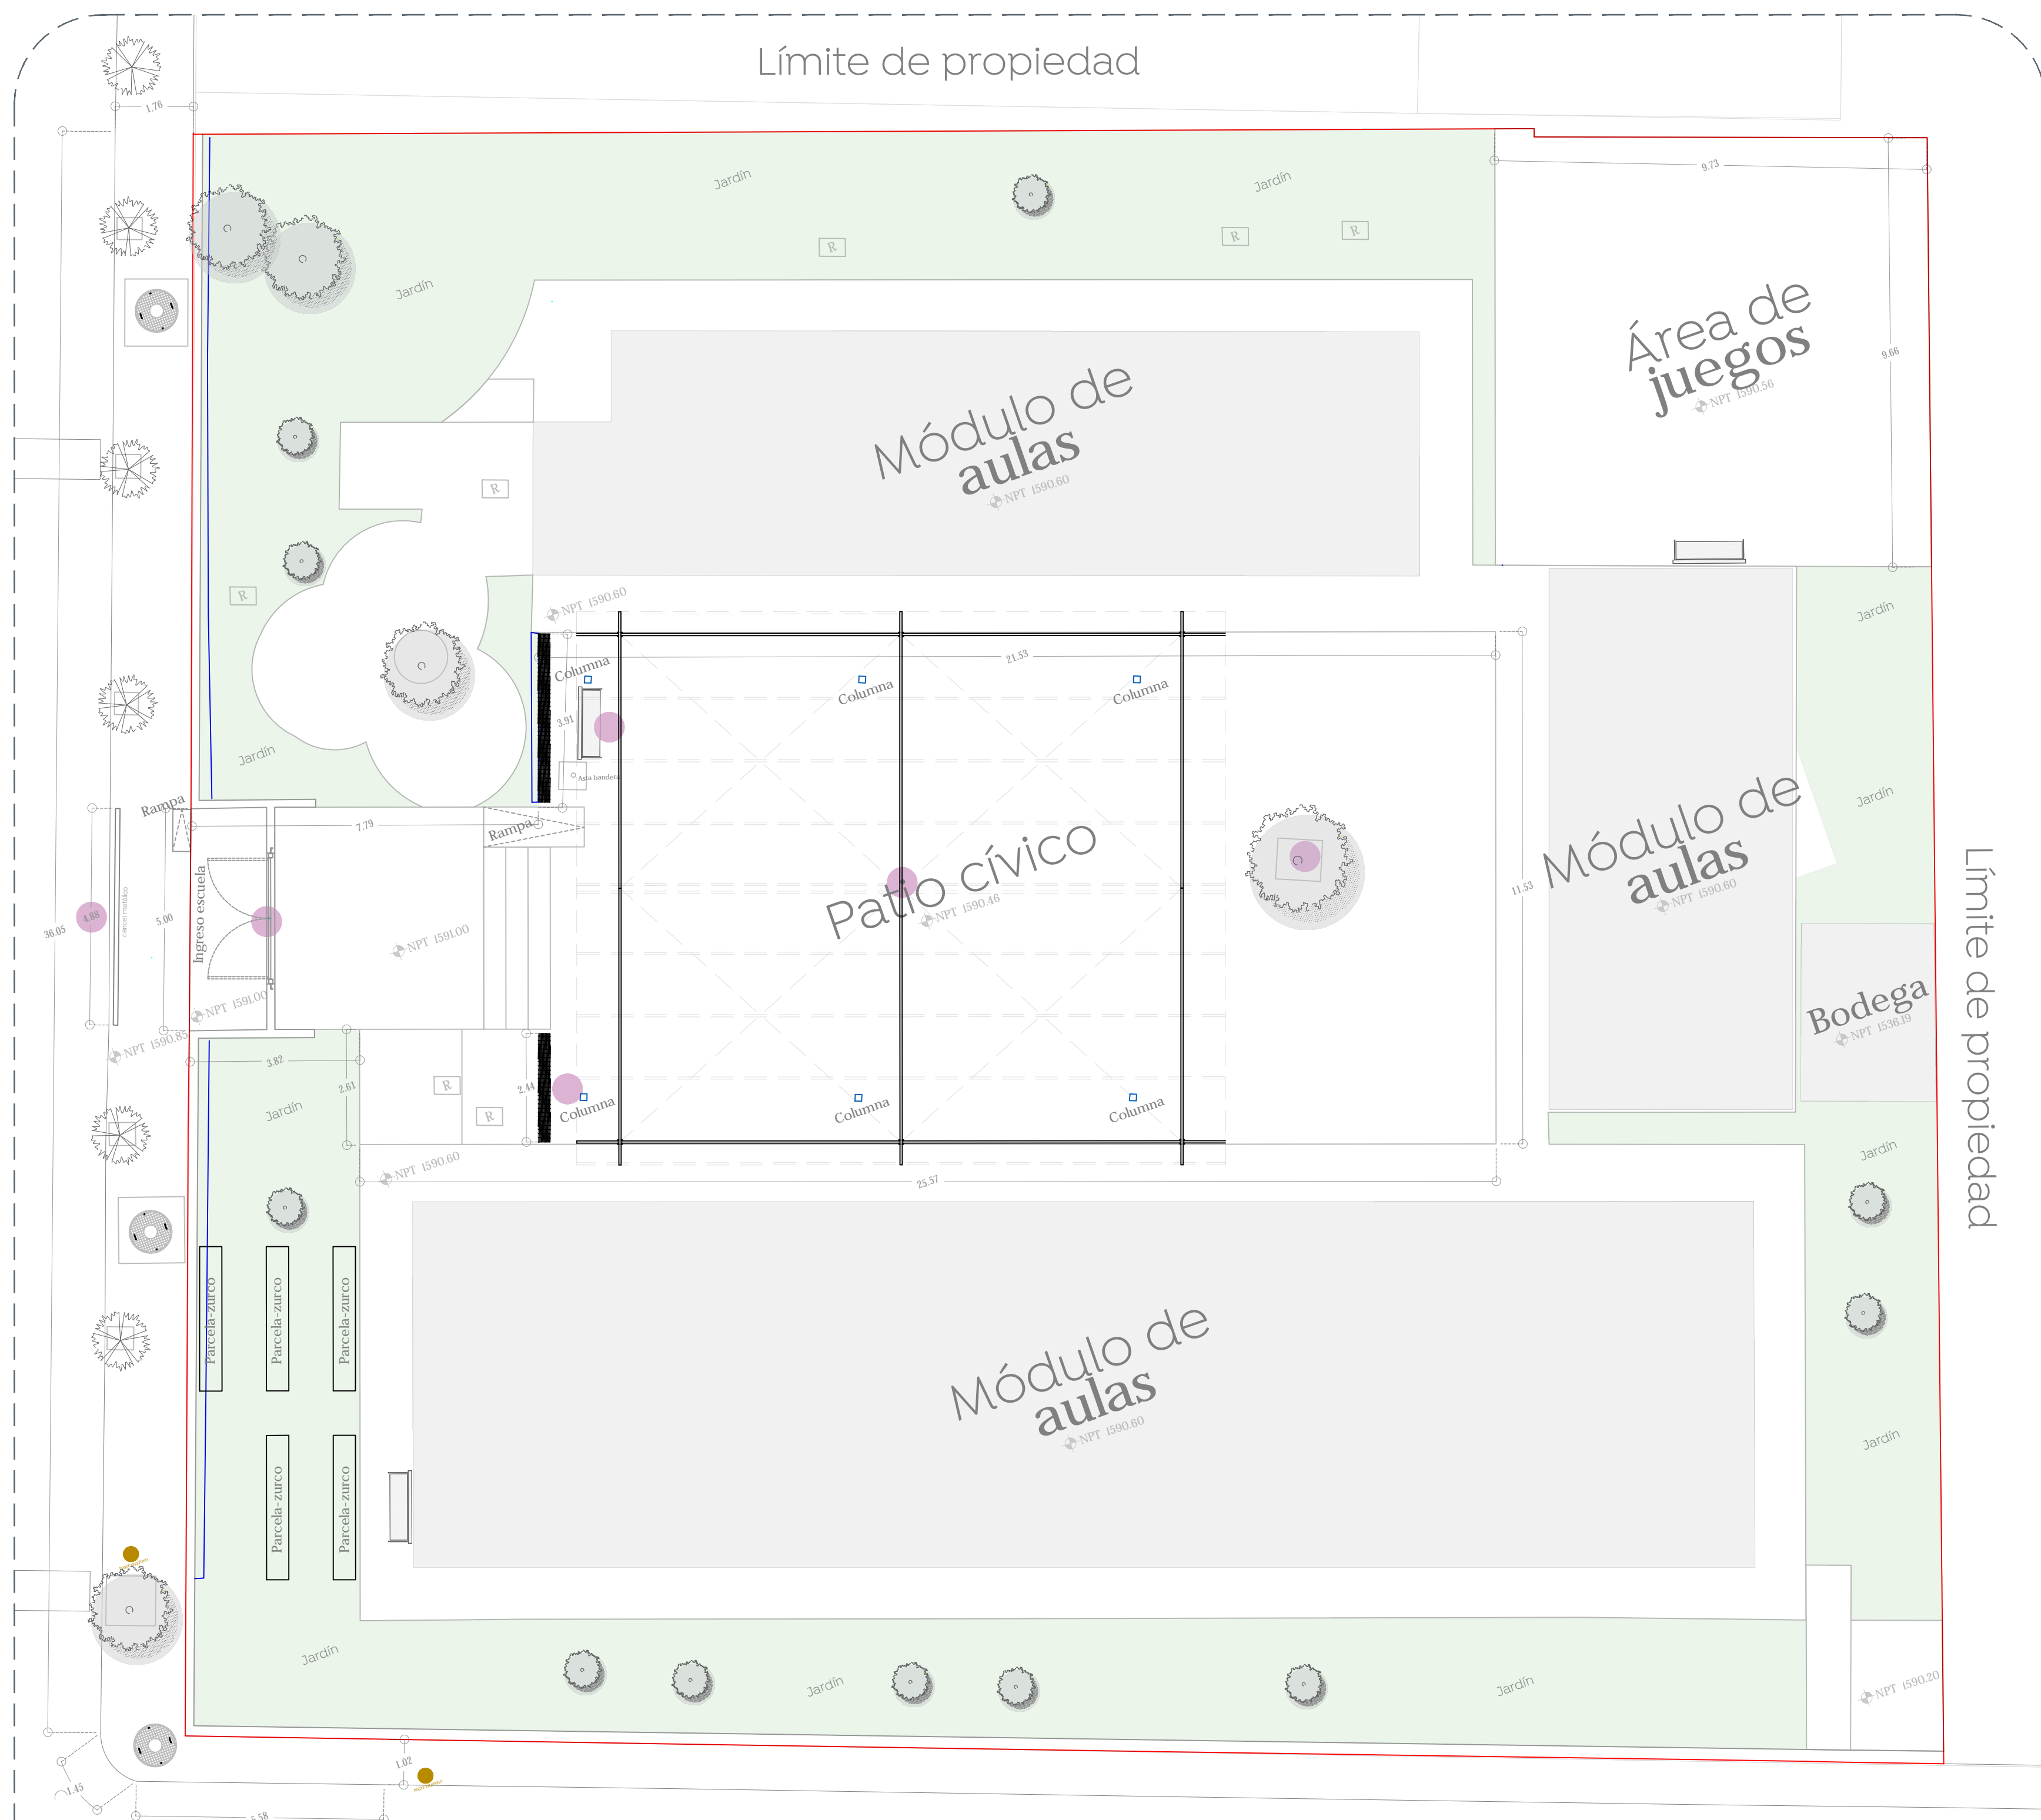 Límite de propiedad
1.76
9.73
Jardín
Jardín
R
R
R
Jardín
Área de
juegos
NPT 1590.56
9.66
Módulo de
aulas
NPT 1590.60
R
R
NPT 1590.60
Jardín
21.53
Columna
Columna
Columna
3.91
Asta bandera
Jardín
Jardín
Rampa
7.79
Rampa
Patio cívico
NPT 1590.46
Módulo de
aulas
NPT 1590.60
11.53
Límite de propiedad
36.05
4.88
cancel metálico
5.00
Ingreso escuela
NPT 1591.00
NPT 1591.00
NPT 1590.85
Bodega
NPT 1536.19
3.82
2.61
R
R
2.44
Jardín
Columna
Columna
Columna
NPT 1590.60
25.57
Jardín
Parcela-zurco
Parcela-zurco
Parcela-zurco
Módulo de
aulas
NPT 1590.60
Parcela-zurco
Parcela-zurco
Jardín
Jardín
Jardín
Jardín
NPT 1590.20
1.02
1.45
5.58